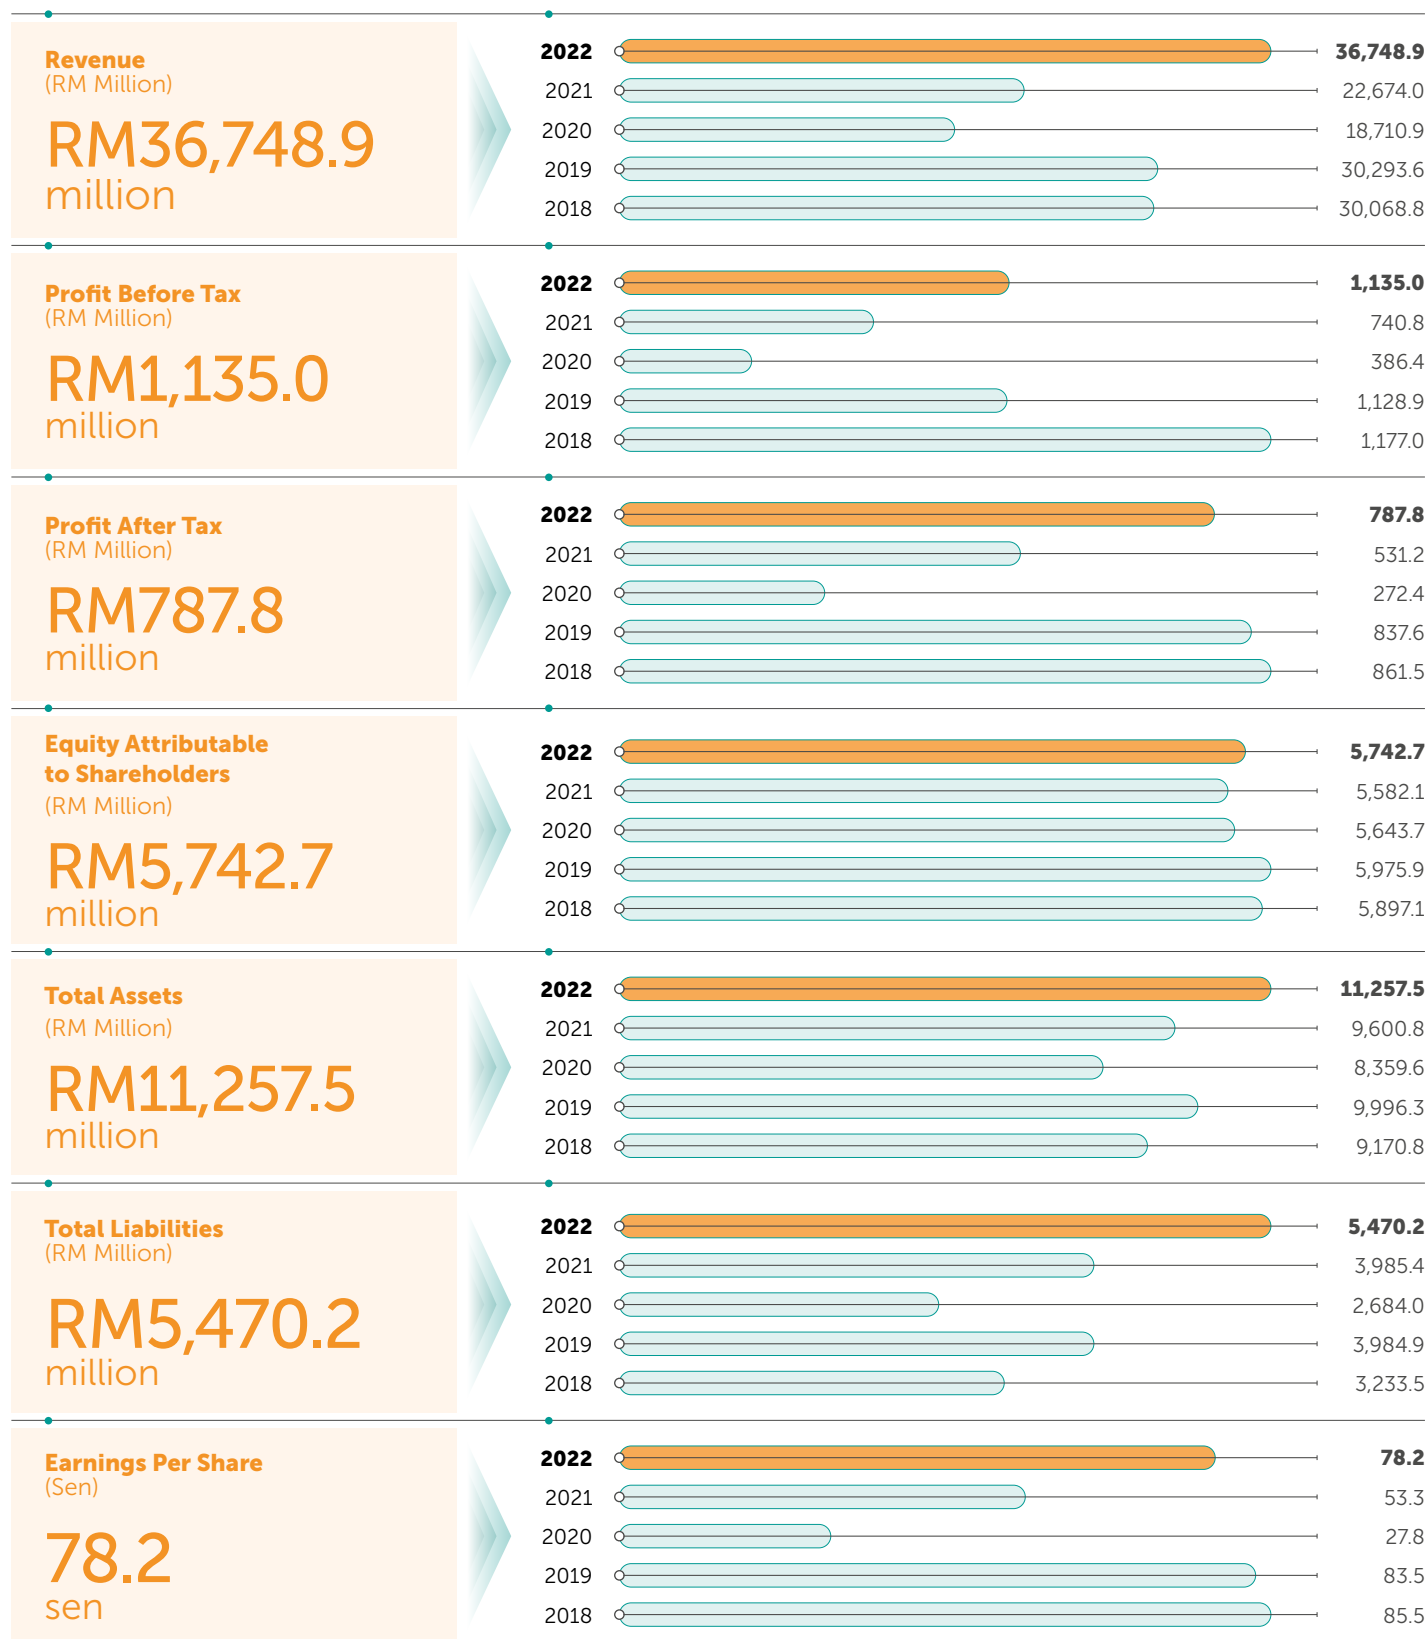 Revenue
(RM Million)
RM36,748.9
million
2022 36,748.9
2021 22,674.0
2020 18,710.9
2019 30,293.6
2018 30,068.8
Profit Before Tax
(RM Million)
RM1,135.0
million
2022 1,135.0
2021 740.8
2020 386.4
2019 1,128.9
2018 1,177.0
Profit After Tax
(RM Million)
RM787.8
million
2022 787.8
2021 531.2
2020 272.4
2019 837.6
2018 861.5
Equity Attributable
to Shareholders
(RM Million)
RM5,742.7
million
2022 5,742.7
2021 5,582.1
2020 5,643.7
2019 5,975.9
2018 5,897.1
Total Assets
(RM Million)
RM11,257.5
million
2022 11,257.5
2021 9,600.8
2020 8,359.6
2019 9,996.3
2018 9,170.8
Total Liabilities
(RM Million)
RM5,470.2
million
2022 5,470.2
2021 3,985.4
2020 2,684.0
2019 3,984.9
2018 3,233.5
Earnings Per Share
(Sen)
78.2
sen
2022 78.2
2021 53.3
2020 27.8
2019 83.5
2018 85.5